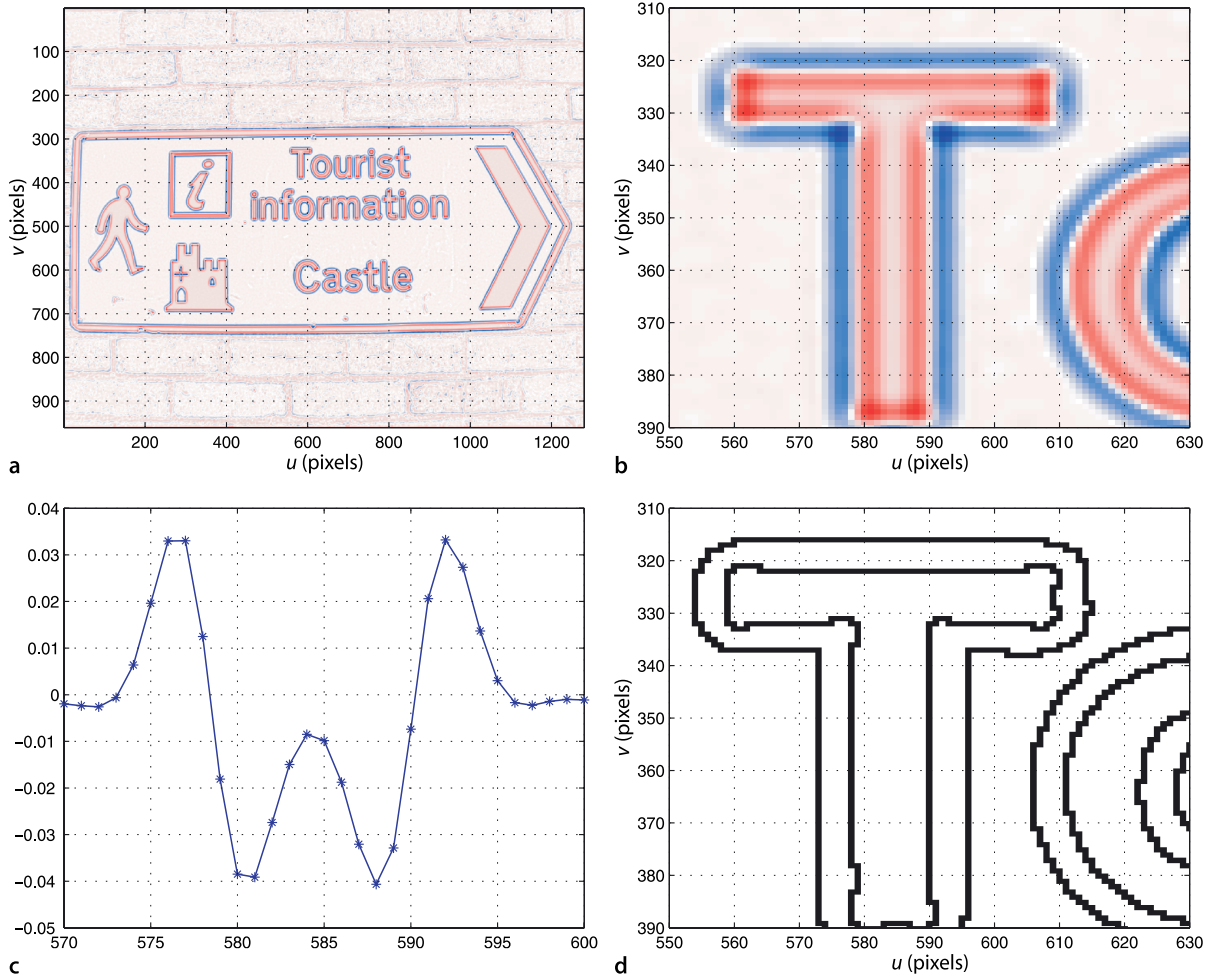 100
200
300
400
500
600
700
800
900
v (pixels)
Tourist
i information
Castle
200 400 600 800 1000 1200
a u (pixels)
310
320
330
340
350
360
370
380
390
v (pixels)
550 560 570 580 590 600 610 620 630
b u (pixels)
0.04
0.03
0.02
0.01
0
−0.01
−0.02
−0.03
−0.04
−0.05
570 575 580 585 590 595 600
c
310
320
330
340
350
360
370
380
390
v (pixels)
550 560 570 580 590 600 610 620 630
d u (pixels)